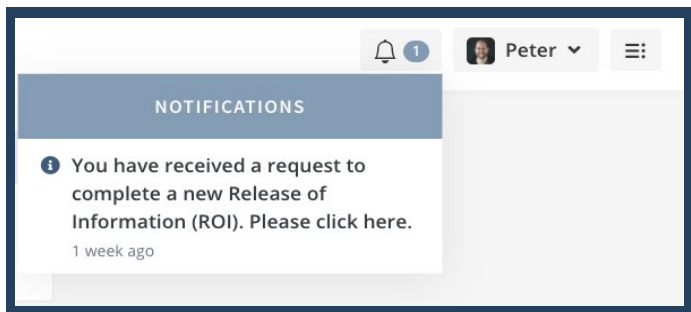 1
Peter
NOTIFICATIONS
You have received a request to
complete a new Release of
Information (ROI). Please click here.
1 week ago